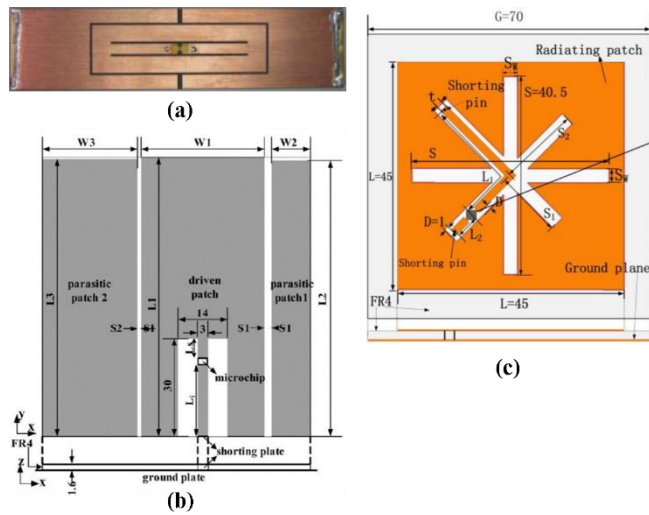 (a)
W3
W1
W2
L3
L1
L2
parasitic
patch 2
driven
patch
parasitic
patch1
14
3
S2
S1
S1
S1
30
microchip
y
x
FR4
z
x
shorting plate
1.6
ground plate
(b)
G=70
Radiating patch
Shorting
pin
t
Sw
S=40.5
S2
S
L1
Sw
L=45
D
D=1
L2
S1
Shorting pin
Ground plane
FR4
L=45
(c)